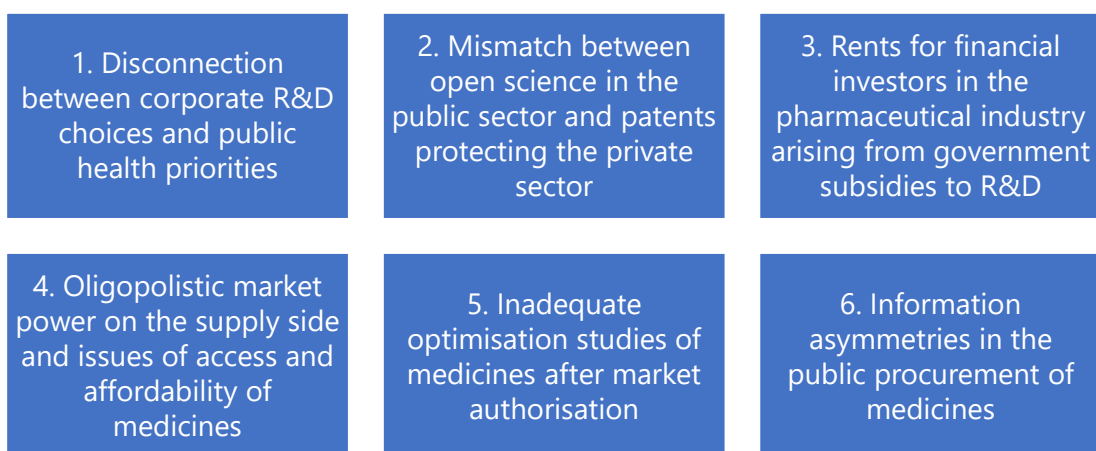 1. Disconnection
between corporate R&D
choices and public
health priorities
2. Mismatch between
open science in the
public sector and patents
protecting the private
sector
3. Rents for financial
investors in the
pharmaceutical industry
arising from government
subsidies to R&D
4. Oligopolistic market
power on the supply side
and issues of access and
affordability of
medicines
5. Inadequate
optimisation studies of
medicines after market
authorisation
6. Information
asymmetries in the
public procurement of
medicines